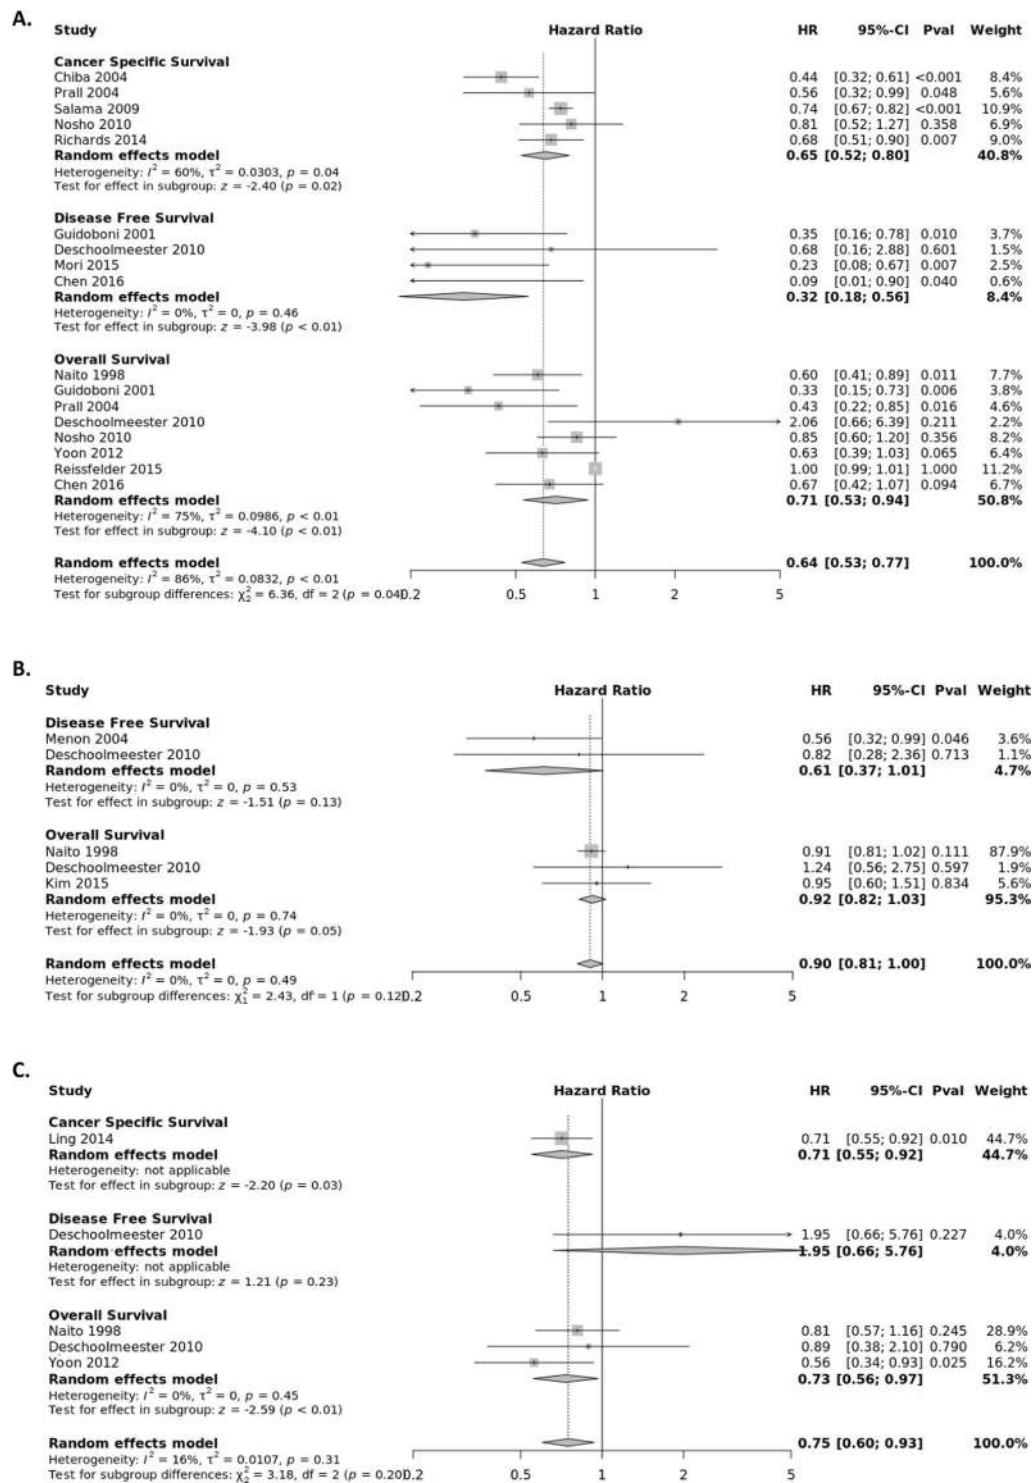 A.
Study Hazard Ratio HR 95%-CI Pval Weight
Cancer Specific Survival
Chiba 2004 0.44 [0.32; 0.61] <0.001 8.4%
Prall 2004 0.56 [0.32; 0.99] 0.048 5.6%
Salama 2009 0.74 [0.67; 0.82] <0.001 10.9%
Nosho 2010 0.81 [0.52; 1.27] 0.358 6.9%
Richards 2014 0.68 [0.51; 0.90] 0.007 9.0%
Random effects model 0.65 [0.52; 0.80] 40.8%
Heterogeneity: I² = 60%, τ² = 0.0303, p = 0.04
Test for effect in subgroup: z = -2.40 (p = 0.02)
Disease Free Survival
Guidoboni 2001 0.35 [0.16; 0.78] 0.010 3.7%
Deschoolmeester 2010 0.68 [0.16; 2.88] 0.601 1.5%
Mori 2015 0.23 [0.08; 0.67] 0.007 2.5%
Chen 2016 0.09 [0.01; 0.90] 0.040 0.6%
Random effects model 0.32 [0.18; 0.56] 8.4%
Heterogeneity: I² = 0%, τ² = 0, p = 0.46
Test for effect in subgroup: z = -3.98 (p < 0.01)
Overall Survival
Naito 1998 0.60 [0.41; 0.89] 0.011 7.7%
Guidoboni 2001 0.33 [0.15; 0.73] 0.006 3.8%
Prall 2004 0.43 [0.22; 0.85] 0.016 4.6%
Deschoolmeester 2010 2.06 [0.66; 6.39] 0.211 2.2%
Nosho 2010 0.85 [0.60; 1.20] 0.356 8.2%
Yoon 2012 0.63 [0.39; 1.03] 0.065 6.4%
Reissfelder 2015 1.00 [0.99; 1.01] 1.000 11.2%
Chen 2016 0.67 [0.42; 1.07] 0.094 6.7%
Random effects model 0.71 [0.53; 0.94] 50.8%
Heterogeneity: I² = 75%, τ² = 0.0986, p < 0.01
Test for effect in subgroup: z = -4.10 (p < 0.01)
Random effects model 0.64 [0.53; 0.77] 100.0%
Heterogeneity: I² = 86%, τ² = 0.0832, p < 0.01
Test for subgroup differences: χ²₂ = 6.36, df = 2 (p = 0.04) 0.2 0.5 1 2 5
B.
Study Hazard Ratio HR 95%-CI Pval Weight
Disease Free Survival
Menon 2004 0.56 [0.32; 0.99] 0.046 3.6%
Deschoolmeester 2010 0.82 [0.28; 2.36] 0.713 1.1%
Random effects model 0.61 [0.37; 1.01] 4.7%
Heterogeneity: I² = 0%, τ² = 0, p = 0.53
Test for effect in subgroup: z = -1.51 (p = 0.13)
Overall Survival
Naito 1998 0.91 [0.81; 1.02] 0.111 87.9%
Deschoolmeester 2010 1.24 [0.56; 2.75] 0.597 1.9%
Kim 2015 0.95 [0.60; 1.51] 0.834 5.6%
Random effects model 0.92 [0.82; 1.03] 95.3%
Heterogeneity: I² = 0%, τ² = 0, p = 0.74
Test for effect in subgroup: z = -1.93 (p = 0.05)
Random effects model 0.90 [0.81; 1.00] 100.0%
Heterogeneity: I² = 0%, τ² = 0, p = 0.49
Test for subgroup differences: χ²₁ = 2.43, df = 1 (p = 0.12) 0.2 0.5 1 2 5
C.
Study Hazard Ratio HR 95%-CI Pval Weight
Cancer Specific Survival
Ling 2014 0.71 [0.55; 0.92] 0.010 44.7%
Random effects model 0.71 [0.55; 0.92] 44.7%
Heterogeneity: not applicable
Test for effect in subgroup: z = -2.20 (p = 0.03)
Disease Free Survival
Deschoolmeester 2010 1.95 [0.66; 5.76] 0.227 4.0%
Random effects model 1.95 [0.66; 5.76] 4.0%
Heterogeneity: not applicable
Test for effect in subgroup: z = 1.21 (p = 0.23)
Overall Survival
Naito 1998 0.81 [0.57; 1.16] 0.245 28.9%
Deschoolmeester 2010 0.89 [0.38; 2.10] 0.790 6.2%
Yoon 2012 0.56 [0.34; 0.93] 0.025 16.2%
Random effects model 0.73 [0.56; 0.97] 51.3%
Heterogeneity: I² = 0%, τ² = 0, p = 0.45
Test for effect in subgroup: z = -2.59 (p < 0.01)
Random effects model 0.75 [0.60; 0.93] 100.0%
Heterogeneity: I² = 16%, τ² = 0.0107, p = 0.31
Test for subgroup differences: χ²₂ = 3.18, df = 2 (p = 0.20) 0.2 0.5 1 2 5